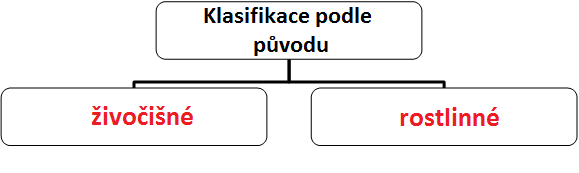 Klasifikace podle
původu
živočišné
rostlinné